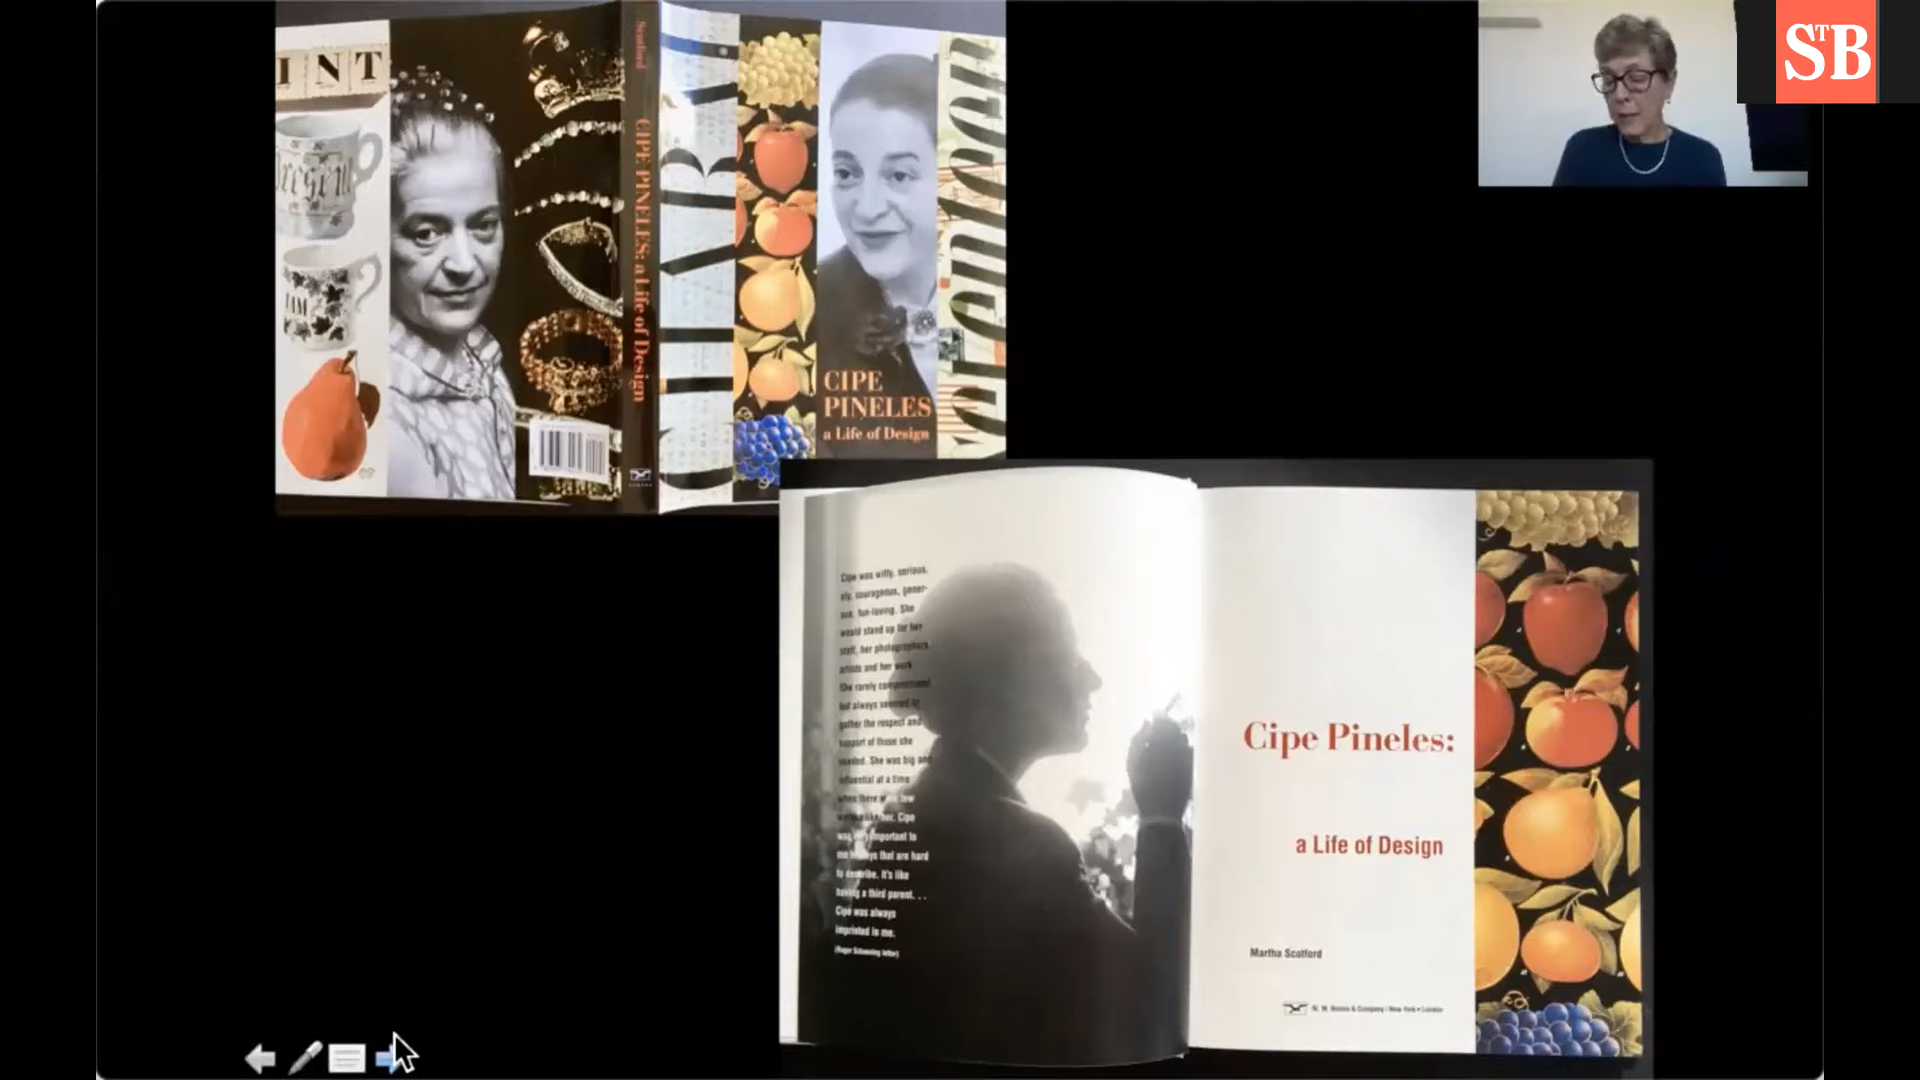 INT
I AM
Scotford
CIPE PINELES: a Life of Design
CIPE
PINELES
a Life of Design
seventeen
STB
Cipe was witty, serious,
sly, courageous, gener-
ous, fun-loving. She
would stand up for her
staff, her photographers,
artists and her work
She rarely compromised
but always seemed to
gather the respect and
support of those she
needed. She was big and
influential at a time
when there were few
women like her. Cipe
was very important to
me in ways that are hard
to describe. It's like
having a third parent. . .
Cipe was always
imprinted in me.
Cipe Pineles:
a Life of Design
Martha Scotford
W. W. Norton & Company / New York • London